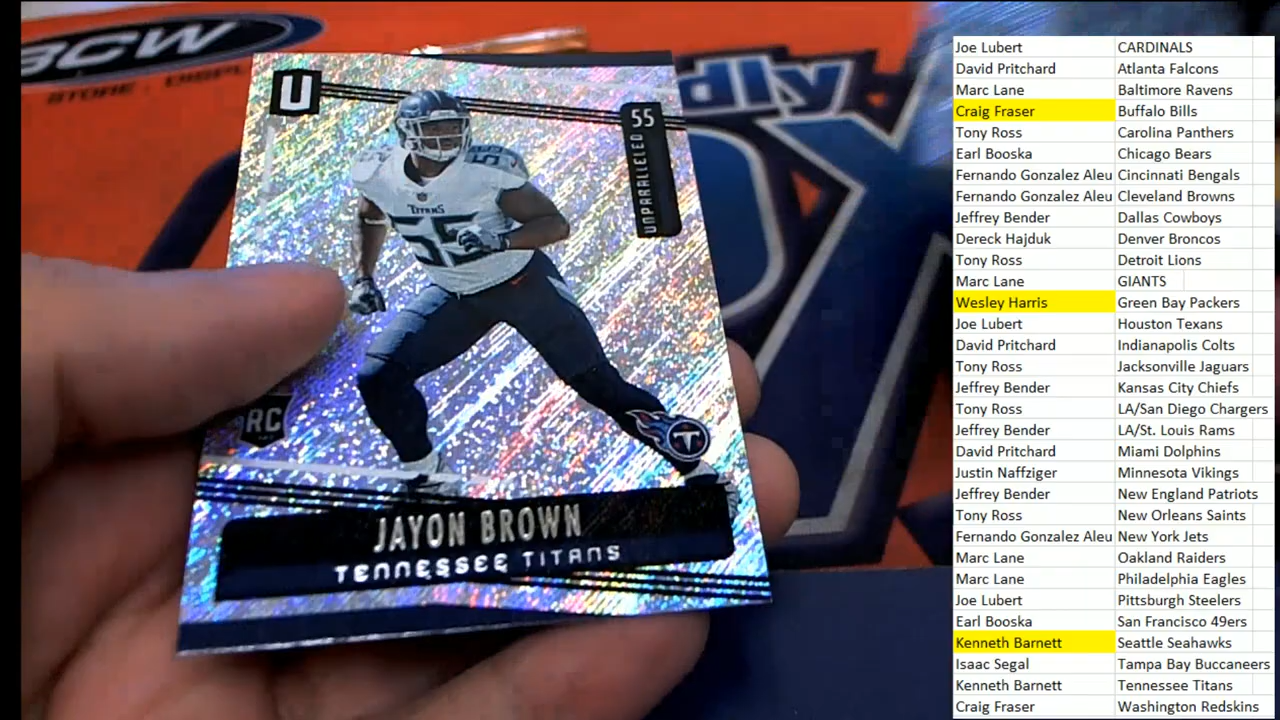 BCW
STORE · DISPL
dly
U
55
UNPARALLELED
TITANS
55
55
RC
T
JAYON BROWN
TENNESSEE TITANS
Joe Lubert CARDINALS
David Pritchard Atlanta Falcons
Marc Lane Baltimore Ravens
Craig Fraser Buffalo Bills
Tony Ross Carolina Panthers
Earl Booska Chicago Bears
Fernando Gonzalez Aleu Cincinnati Bengals
Fernando Gonzalez Aleu Cleveland Browns
Jeffrey Bender Dallas Cowboys
Dereck Hajduk Denver Broncos
Tony Ross Detroit Lions
Marc Lane GIANTS
Wesley Harris Green Bay Packers
Joe Lubert Houston Texans
David Pritchard Indianapolis Colts
Tony Ross Jacksonville Jaguars
Jeffrey Bender Kansas City Chiefs
Tony Ross LA/San Diego Chargers
Jeffrey Bender LA/St. Louis Rams
David Pritchard Miami Dolphins
Justin Naffziger Minnesota Vikings
Jeffrey Bender New England Patriots
Tony Ross New Orleans Saints
Fernando Gonzalez Aleu New York Jets
Marc Lane Oakland Raiders
Marc Lane Philadelphia Eagles
Joe Lubert Pittsburgh Steelers
Earl Booska San Francisco 49ers
Kenneth Barnett Seattle Seahawks
Isaac Segal Tampa Bay Buccaneers
Kenneth Barnett Tennessee Titans
Craig Fraser Washington Redskins